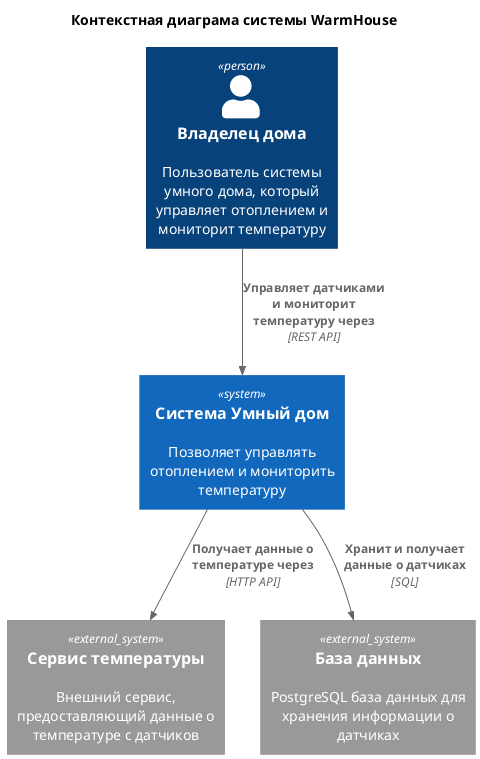 Контекстная диаграма системы WarmHouse
«person»
Владелец дома
Пользователь системы
умного дома, который
управляет отоплением и
мониторит температуру
Управляет датчиками
и мониторит
температуру через
[REST API]
«system»
Система Умный дом
Позволяет управлять
отоплением и мониторить
температуру
Получает данные о
температуре через
[HTTP API]
Хранит и получает
данные о датчиках
[SQL]
«external_system»
Сервис температуры
Внешний сервис,
предоставляющий данные о
температуре с датчиков
«external_system»
База данных
PostgreSQL база данных для
хранения информации о
датчиках